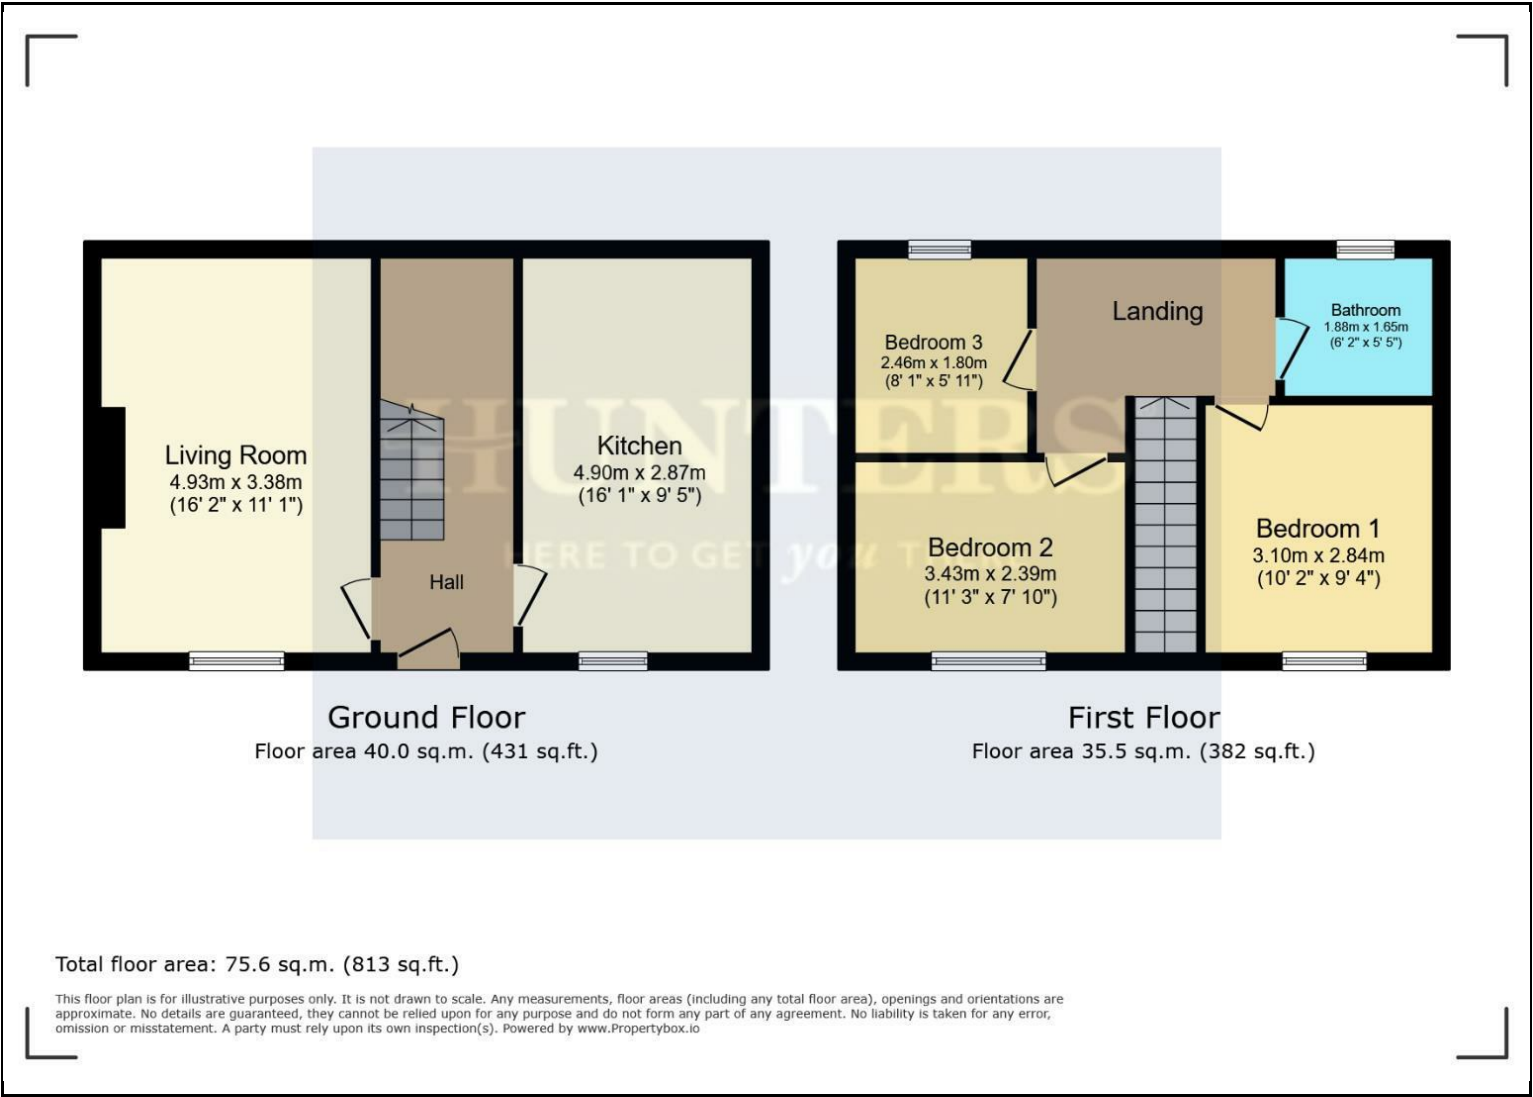 Living Room
4.93m x 3.38m
(16' 2" x 11' 1")
Hall
Kitchen
4.90m x 2.87m
(16' 1" x 9' 5")
Ground Floor
Floor area 40.0 sq.m. (431 sq.ft.)
Bedroom 3
2.46m x 1.80m
(8' 1" x 5' 11")
Landing
Bathroom
1.88m x 1.65m
(6' 2" x 5' 5")
Bedroom 2
3.43m x 2.39m
(11' 3" x 7' 10")
Bedroom 1
3.10m x 2.84m
(10' 2" x 9' 4")
First Floor
Floor area 35.5 sq.m. (382 sq.ft.)
HUNTERS
HERE TO GET you
Total floor area: 75.6 sq.m. (813 sq.ft.)
This floor plan is for illustrative purposes only. It is not drawn to scale. Any measurements, floor areas (including any total floor area), openings and orientations are
approximate. No details are guaranteed, they cannot be relied upon for any purpose and do not form any part of any agreement. No liability is taken for any error,
omission or misstatement. A party must rely upon its own inspection(s). Powered by www.Propertybox.io